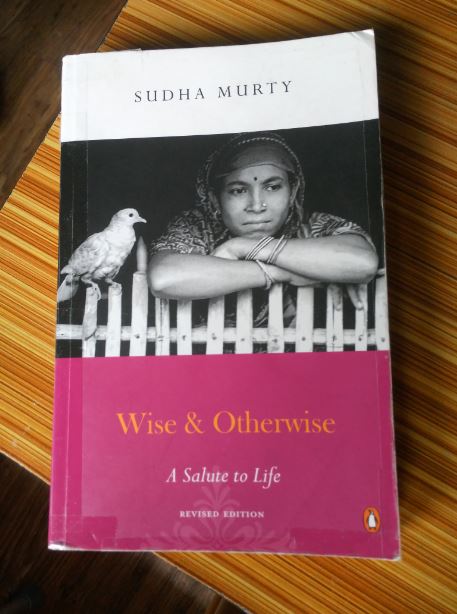 SUDHA MURTY
Wise & Otherwise
A Salute to Life
REVISED EDITION